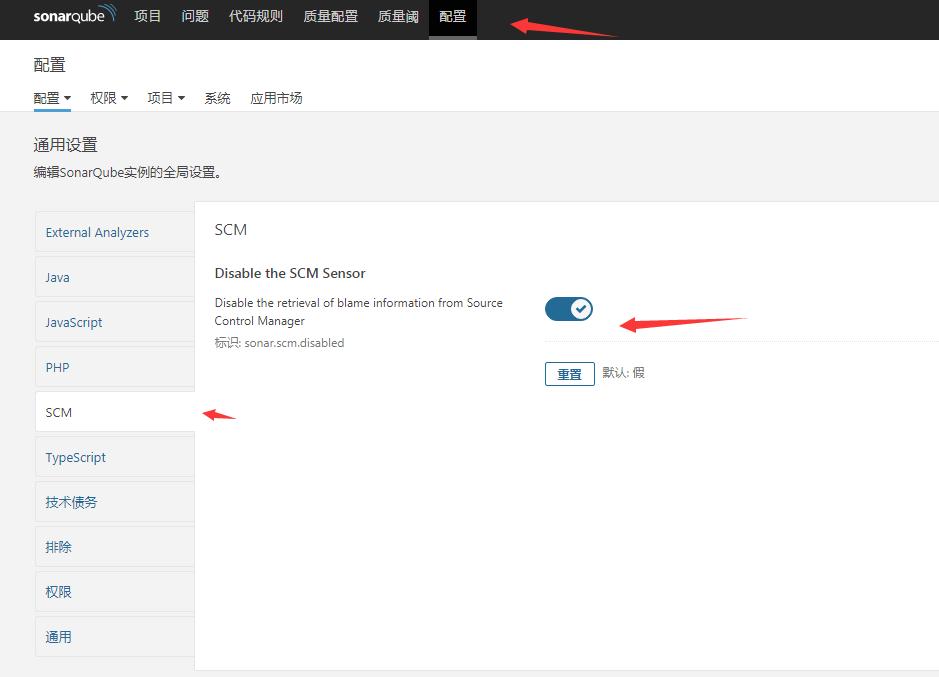 sonarqube 项目 问题 代码规则 质量配置 质量阈 配置
配置
配置 权限 项目 系统 应用市场
通用设置
编辑SonarQube实例的全局设置。
External Analyzers
Java
JavaScript
PHP
SCM
TypeScript
技术债务
排除
权限
通用
SCM
Disable the SCM Sensor
Disable the retrieval of blame information from Source
Control Manager
标识: sonar.scm.disabled
重置 默认: 假